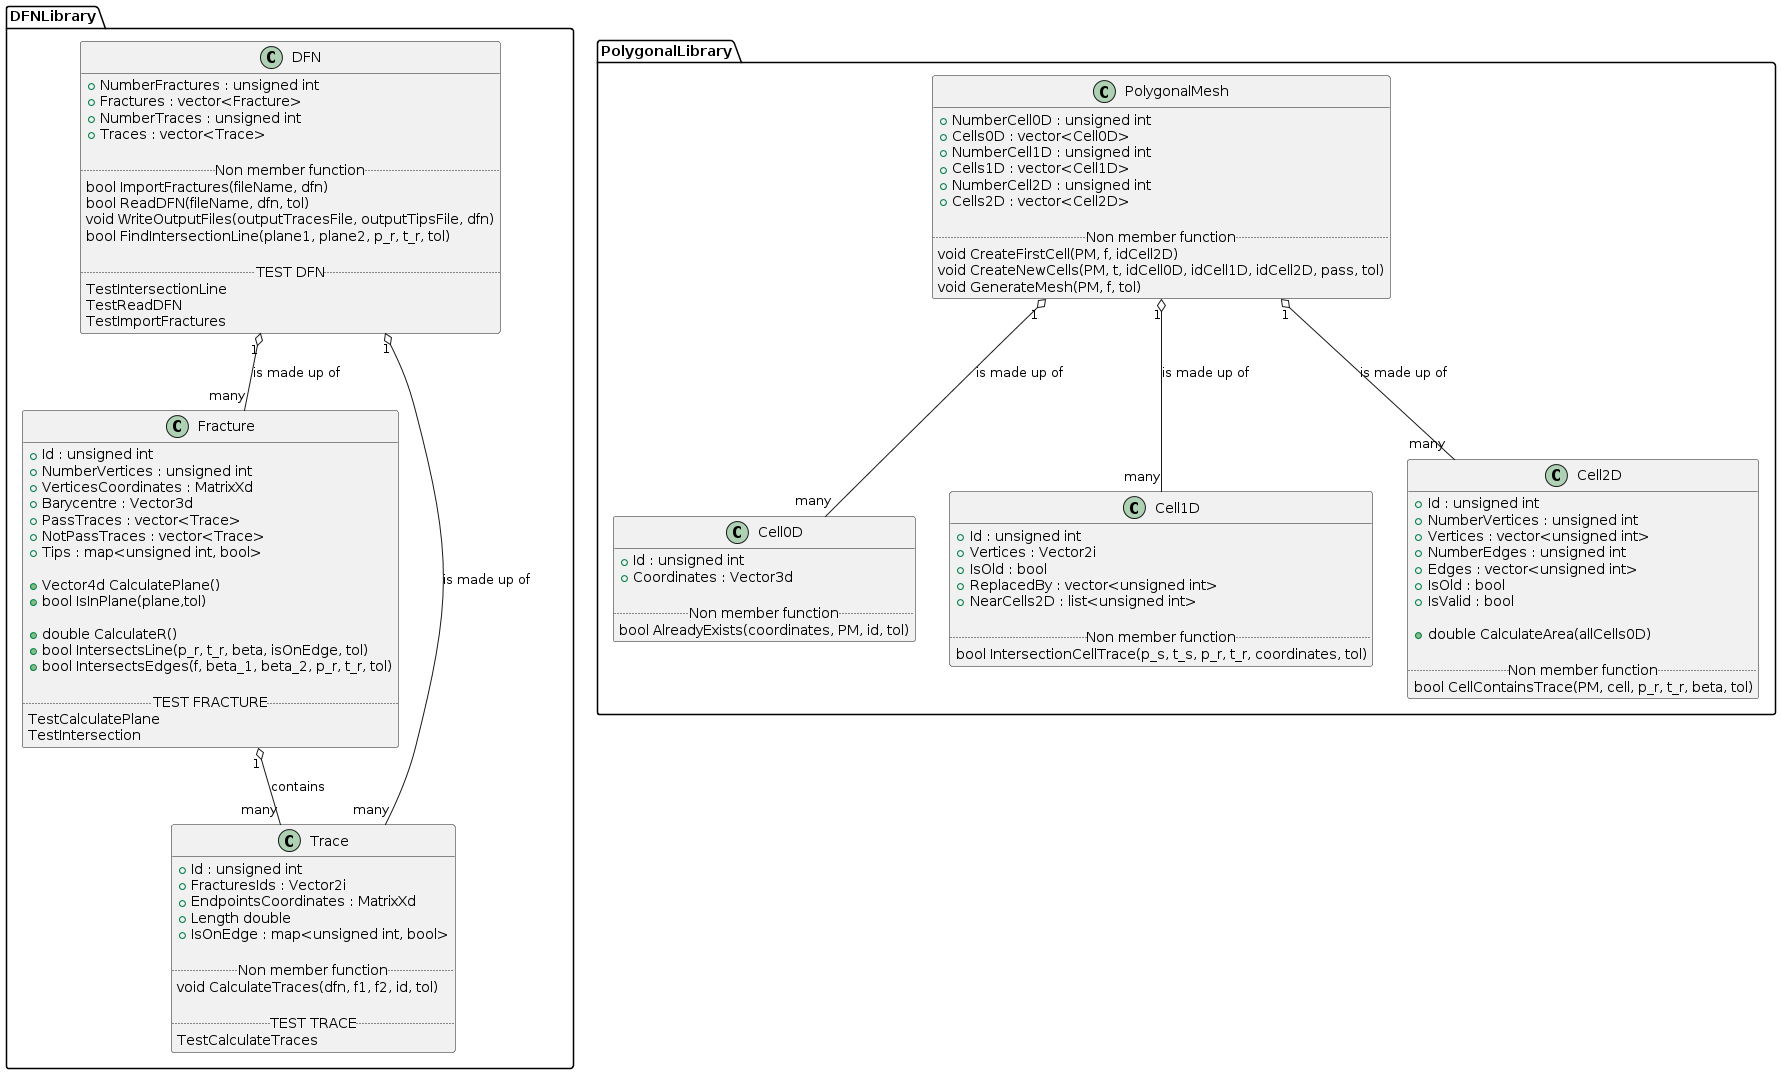 DFNLibrary
C DFN
NumberFractures : unsigned int
Fractures : vector<Fracture>
NumberTraces : unsigned int
Traces : vector<Trace>
Non member function
bool ImportFractures(fileName, dfn)
bool ReadDFN(fileName, dfn, tol)
void WriteOutputFiles(outputTracesFile, outputTipsFile, dfn)
bool FindIntersectionLine(plane1, plane2, p_r, t_r, tol)
TEST DFN
TestIntersectionLine
TestReadDFN
TestImportFractures
1
1
is made up of
many
C Fracture
Id : unsigned int
NumberVertices : unsigned int
VerticesCoordinates : MatrixXd
Barycentre : Vector3d
PassTraces : vector<Trace>
NotPassTraces : vector<Trace>
Tips : map<unsigned int, bool>
Vector4d CalculatePlane()
bool IsInPlane(plane,tol)
double CalculateR()
bool IntersectsLine(p_r, t_r, beta, isOnEdge, tol)
bool IntersectsEdges(f, beta_1, beta_2, p_r, t_r, tol)
TEST FRACTURE
TestCalculatePlane
TestIntersection
is made up of
1
contains
many
many
C Trace
Id : unsigned int
FracturesIds : Vector2i
EndpointsCoordinates : MatrixXd
Length double
IsOnEdge : map<unsigned int, bool>
Non member function
void CalculateTraces(dfn, f1, f2, id, tol)
TEST TRACE
TestCalculateTraces
PolygonalLibrary
C PolygonalMesh
NumberCell0D : unsigned int
Cells0D : vector<Cell0D>
NumberCell1D : unsigned int
Cells1D : vector<Cell1D>
NumberCell2D : unsigned int
Cells2D : vector<Cell2D>
Non member function
void CreateFirstCell(PM, f, idCell2D)
void CreateNewCells(PM, t, idCell0D, idCell1D, idCell2D, pass, tol)
void GenerateMesh(PM, f, tol)
1
1
1
is made up of
is made up of
is made up of
many
many
many
C Cell0D
Id : unsigned int
Coordinates : Vector3d
Non member function
bool AlreadyExists(coordinates, PM, id, tol)
C Cell1D
Id : unsigned int
Vertices : Vector2i
IsOld : bool
ReplacedBy : vector<unsigned int>
NearCells2D : list<unsigned int>
Non member function
bool IntersectionCellTrace(p_s, t_s, p_r, t_r, coordinates, tol)
C Cell2D
Id : unsigned int
NumberVertices : unsigned int
Vertices : vector<unsigned int>
NumberEdges : unsigned int
Edges : vector<unsigned int>
IsOld : bool
IsValid : bool
double CalculateArea(allCells0D)
Non member function
bool CellContainsTrace(PM, cell, p_r, t_r, beta, tol)